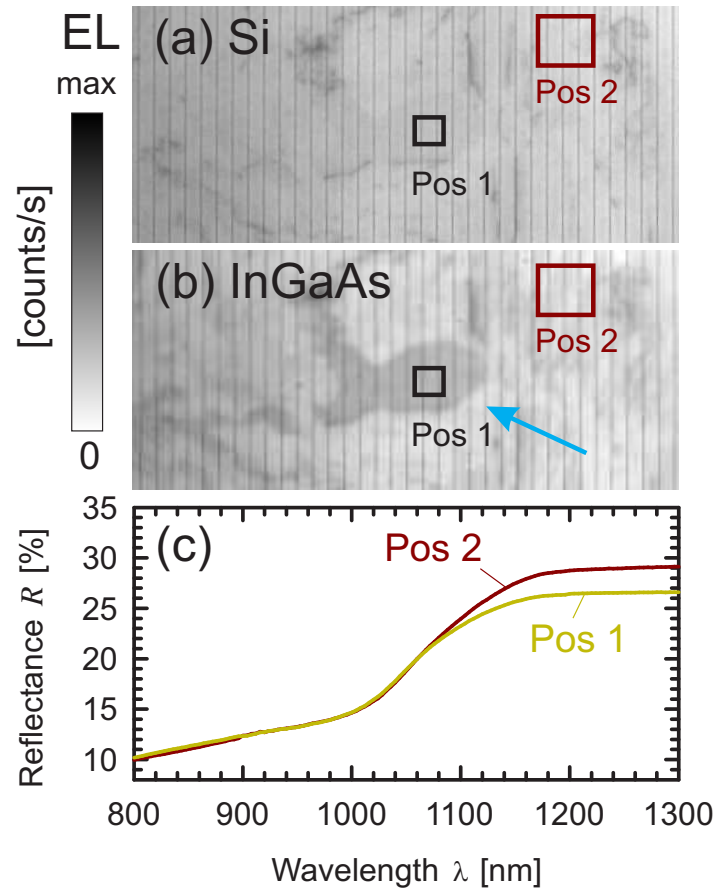 EL
max
[counts/s]
0
(a) Si
Pos 2
Pos 1
(b) InGaAs
Pos 2
Pos 1
(c)
Pos 2
Pos 1
35
30
25
20
15
10
Reflectance R [%]
800 900 1000 1100 1200 1300
Wavelength λ [nm]